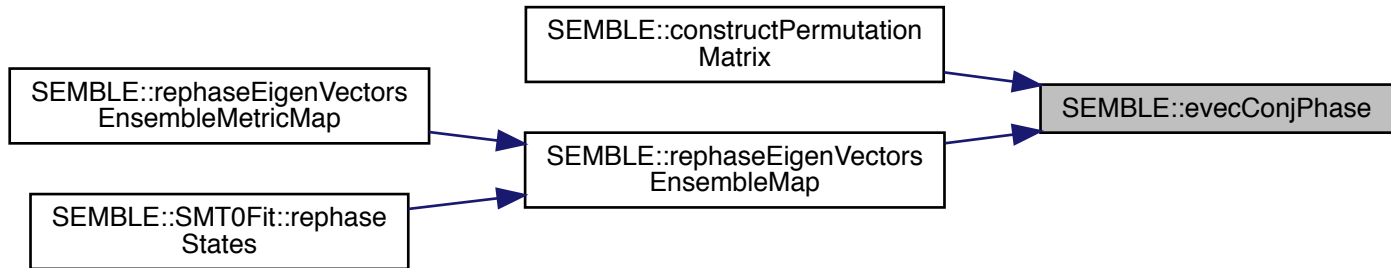 SEMBLE::constructPermutation
Matrix
SEMBLE::rephaseEigenVectors
EnsembleMetricMap
SEMBLE::evecConjPhase
SEMBLE::rephaseEigenVectors
EnsembleMap
SEMBLE::SMT0Fit::rephase
States